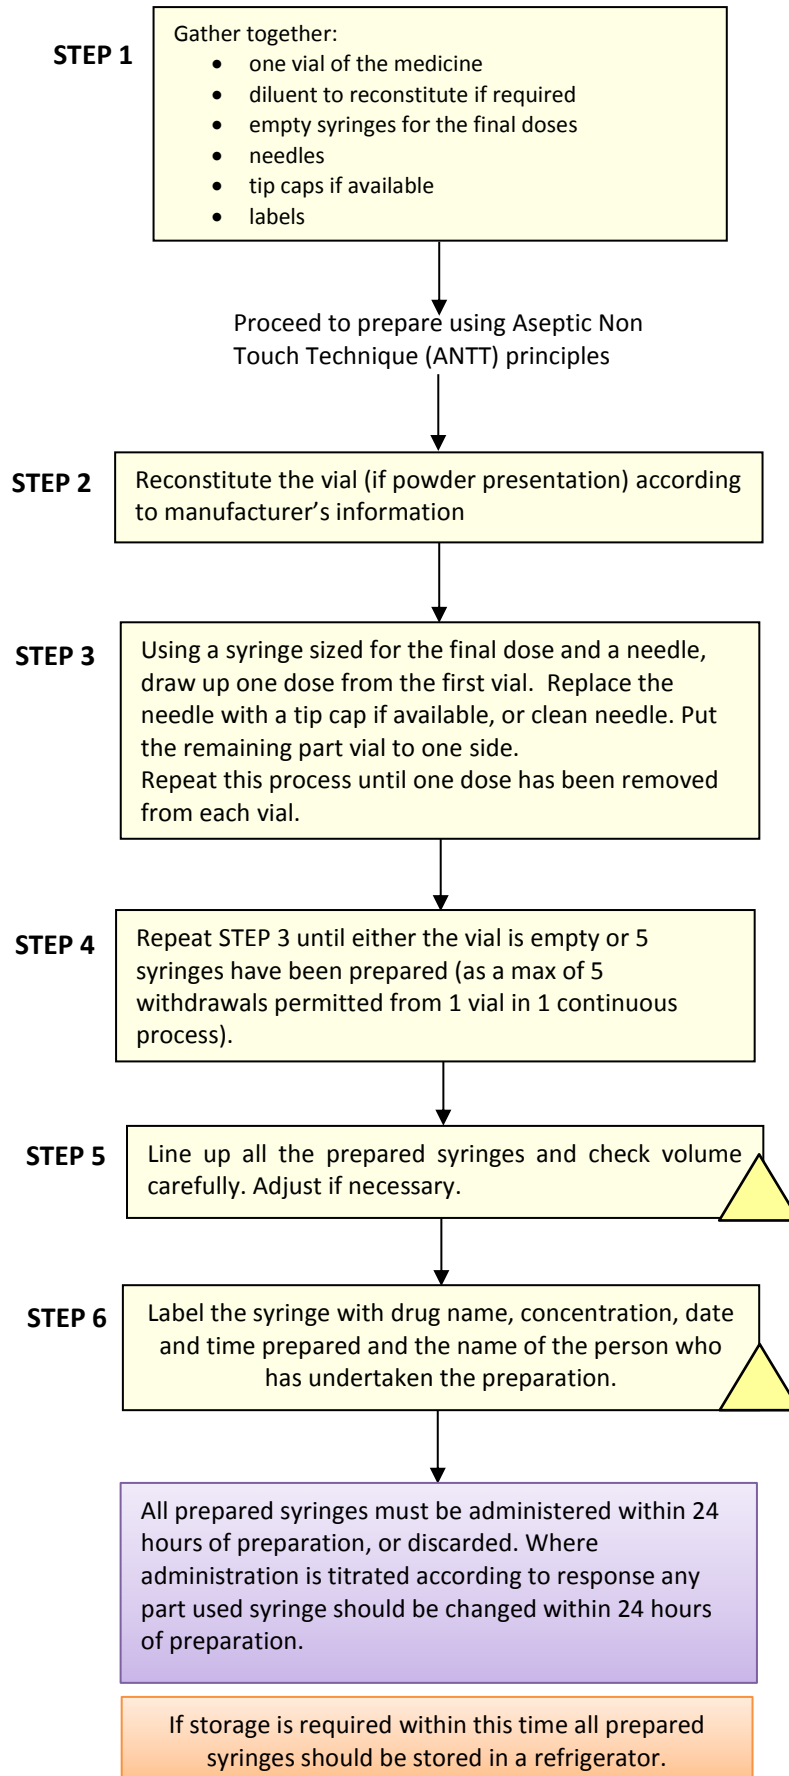 STEP 1
Gather together:
• one vial of the medicine
• diluent to reconstitute if required
• empty syringes for the final doses
• needles
• tip caps if available
• labels
Proceed to prepare using Aseptic Non
Touch Technique (ANTT) principles
STEP 2
Reconstitute the vial (if powder presentation) according
to manufacturer’s information
STEP 3
Using a syringe sized for the final dose and a needle,
draw up one dose from the first vial.  Replace the
needle with a tip cap if available, or clean needle. Put
the remaining part vial to one side.
Repeat this process until one dose has been removed
from each vial.
STEP 4
Repeat STEP 3 until either the vial is empty or 5
syringes have been prepared (as a max of 5
withdrawals permitted from 1 vial in 1 continuous
process).
STEP 5
Line up all the prepared syringes and check volume
carefully. Adjust if necessary.
STEP 6
Label the syringe with drug name, concentration, date
and time prepared and the name of the person who
has undertaken the preparation.
All prepared syringes must be administered within 24
hours of preparation, or discarded. Where
administration is titrated according to response any
part used syringe should be changed within 24 hours
of preparation.
If storage is required within this time all prepared
syringes should be stored in a refrigerator.